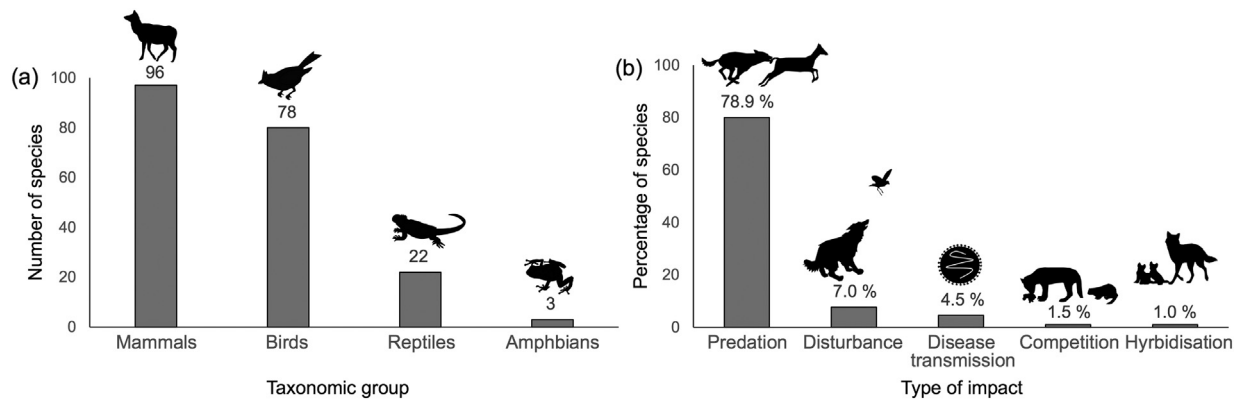 (a)
Number of species
100
80
60
40
20
0
96
78
22
3
Mammals
Birds
Reptiles
Amphbians
Taxonomic group
(b)
Percentage of species
100
80
60
40
20
0
78.9 %
7.0 %
4.5 %
1.5 %
1.0 %
Predation
Disturbance
Disease
transmission
Competition
Hyrbidisation
Type of impact